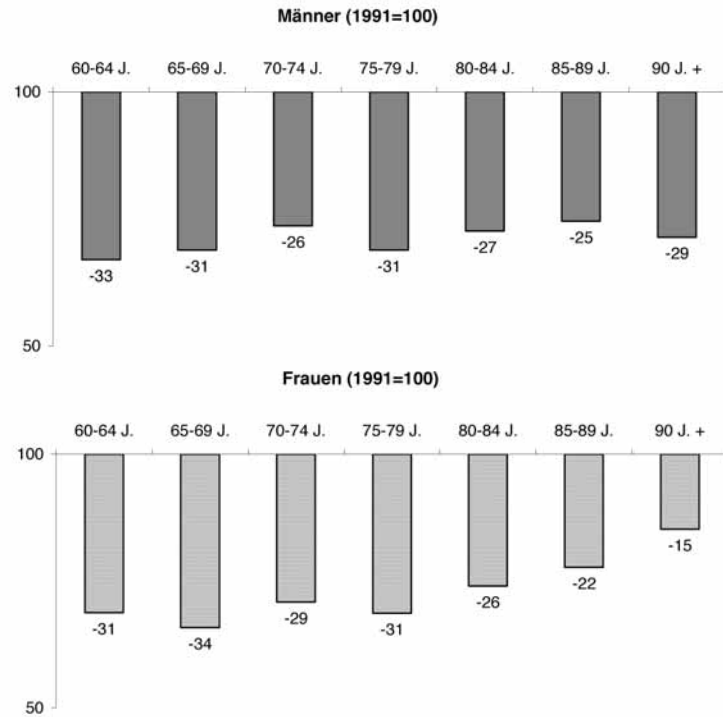 Männer (1991=100)
60-64 J. 65-69 J. 70-74 J. 75-79 J. 80-84 J. 85-89 J. 90 J. +
100
-33 -31 -26 -31 -27 -25 -29
50
Frauen (1991=100)
60-64 J. 65-69 J. 70-74 J. 75-79 J. 80-84 J. 85-89 J. 90 J. +
100
-31 -34 -29 -31 -26 -22 -15
50